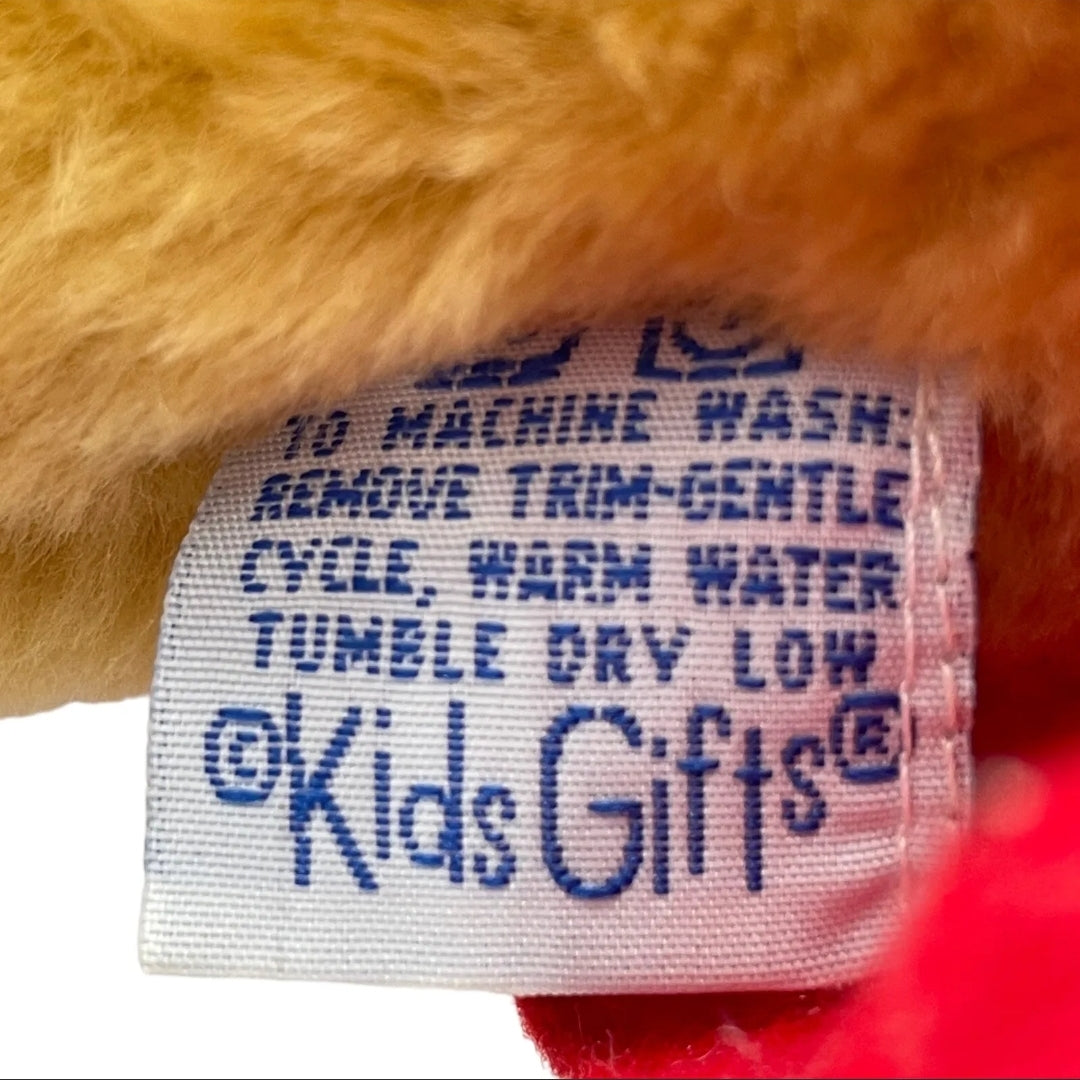 TO MACHINE WASH:
REMOVE TRIM-GENTLE
CYCLE, WARM WATER
TUMBLE DRY LOW
©Kids Gifts®